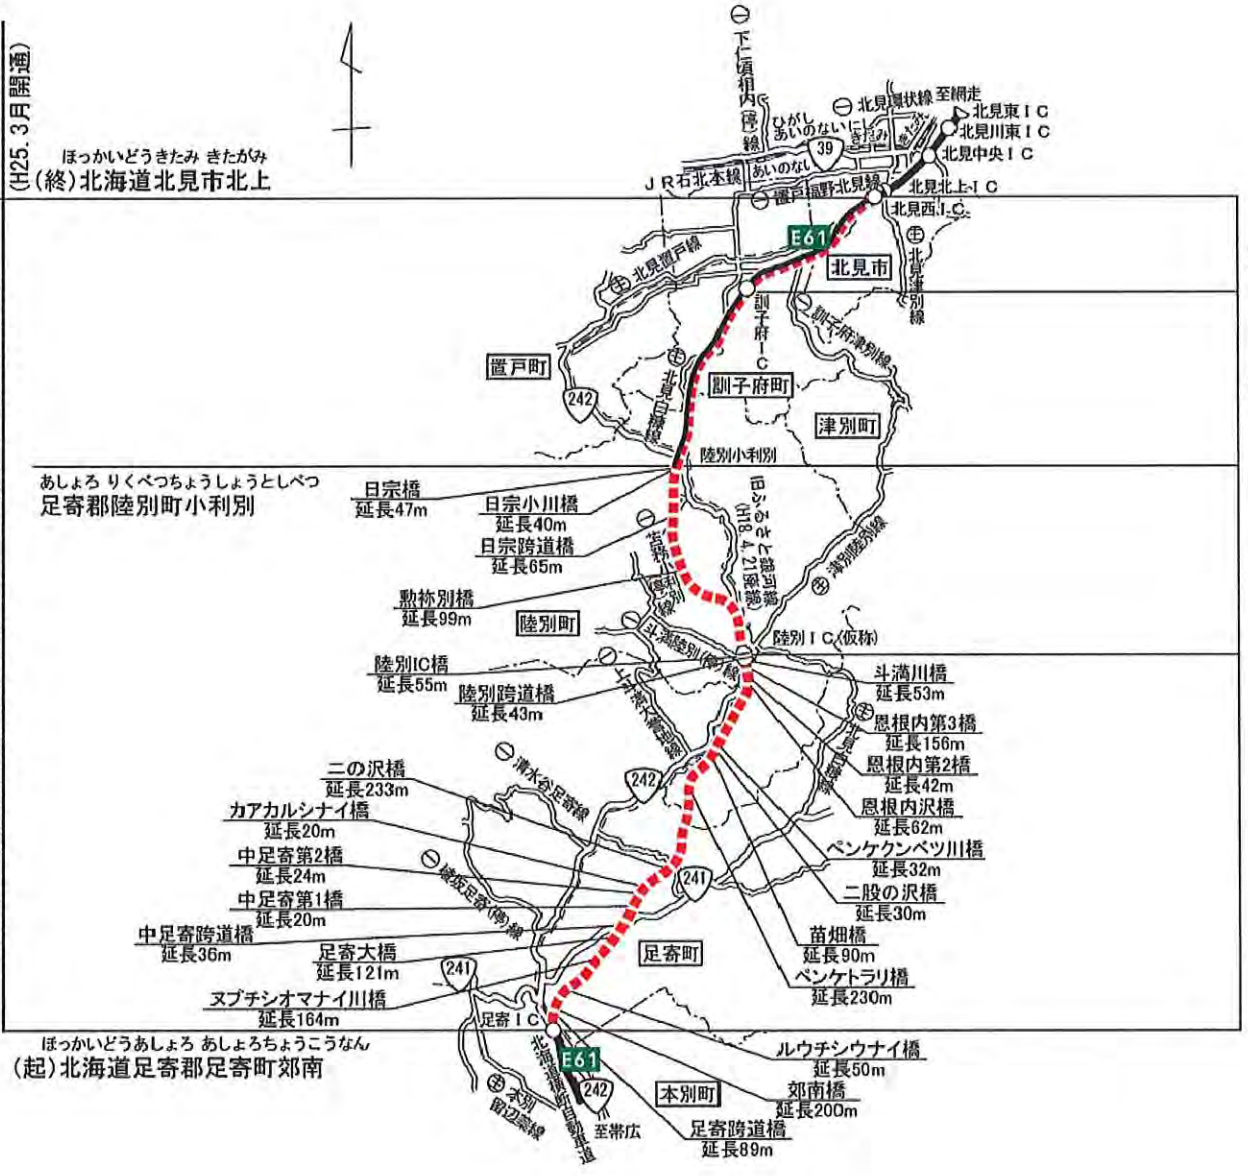 (H25.3月開通)
ほっかいどうきたみ きたがみ
(終)北海道北見市北上
下仁頃相内(停)線
北見環状線
至網走
北見東IC
北見川東IC
北見中央IC
北見北上IC
北見西IC
ひがし
あいのない
にし
きたみ
きたみ
39
JR石北本線
あいのない
置戸福野北見線
E61
北見市
北見置戸線
北見津別線
訓子府IC
訓子府津別線
置戸町
北見白糠線
訓子府町
242
津別町
陸別小利別
あしょろ りくべつちょうしょうとしべつ
足寄郡陸別町小利別
日宗橋
延長47m
日宗小川橋
延長40m
日宗跨道橋
延長65m
旧ふるさと銀河線
(H18.4.21廃線)
津別陸別線
勲祢別橋
延長99m
陸別町
斗満陸別(停)線
陸別IC(仮称)
陸別IC橋
延長55m
陸別跨道橋
延長43m
斗満川橋
延長53m
恩根内第3橋
延長156m
恩根内第2橋
延長42m
恩根内沢橋
延長62m
ペンケクンベツ川橋
延長32m
二股の沢橋
延長30m
苗畑橋
延長90m
ペンケトラリ橋
延長230m
清水谷足寄線
242
二の沢橋
延長233m
カアカルシナイ橋
延長20m
中足寄第2橋
延長24m
中足寄第1橋
延長20m
中足寄跨道橋
延長36m
足寄大橋
延長121m
ヌプチシオマナイ川橋
延長164m
241
241
足寄町
足寄IC
ほっかいどうあしょろ あしょろちょうこうなん
(起)北海道足寄郡足寄町郊南
E61
北海道横断自動車道
242
至帯広
本別
留辺蘂線
本別町
ルウチシウナイ橋
延長50m
郊南橋
延長200m
足寄跨道橋
延長89m